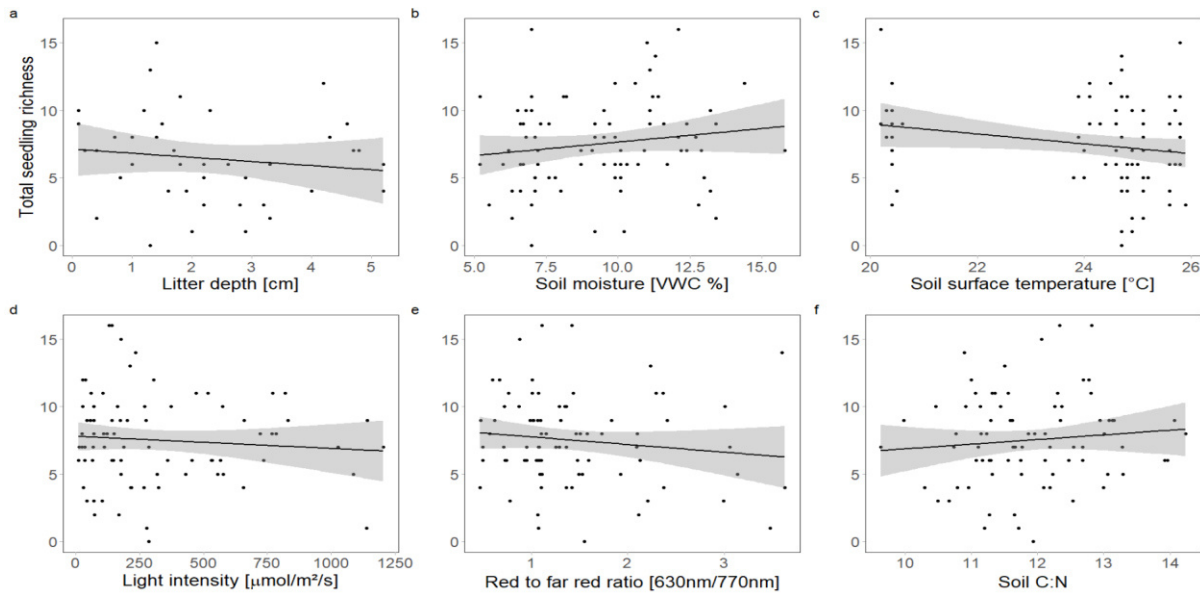 a b c
Total seedling richness
15
10
5
0
15
10
5
0
15
10
5
0
0 1 2 3 4 5
5.0 7.5 10.0 12.5 15.0
20 22 24 26
Litter depth [cm]
Soil moisture [VWC %]
Soil surface temperature [°C]
d e f
15
10
5
0
15
10
5
0
15
10
5
0
0 250 500 750 1000 1250
1 2 3
10 11 12 13 14
Light intensity [μmol/m²/s]
Red to far red ratio [630nm/770nm]
Soil C:N